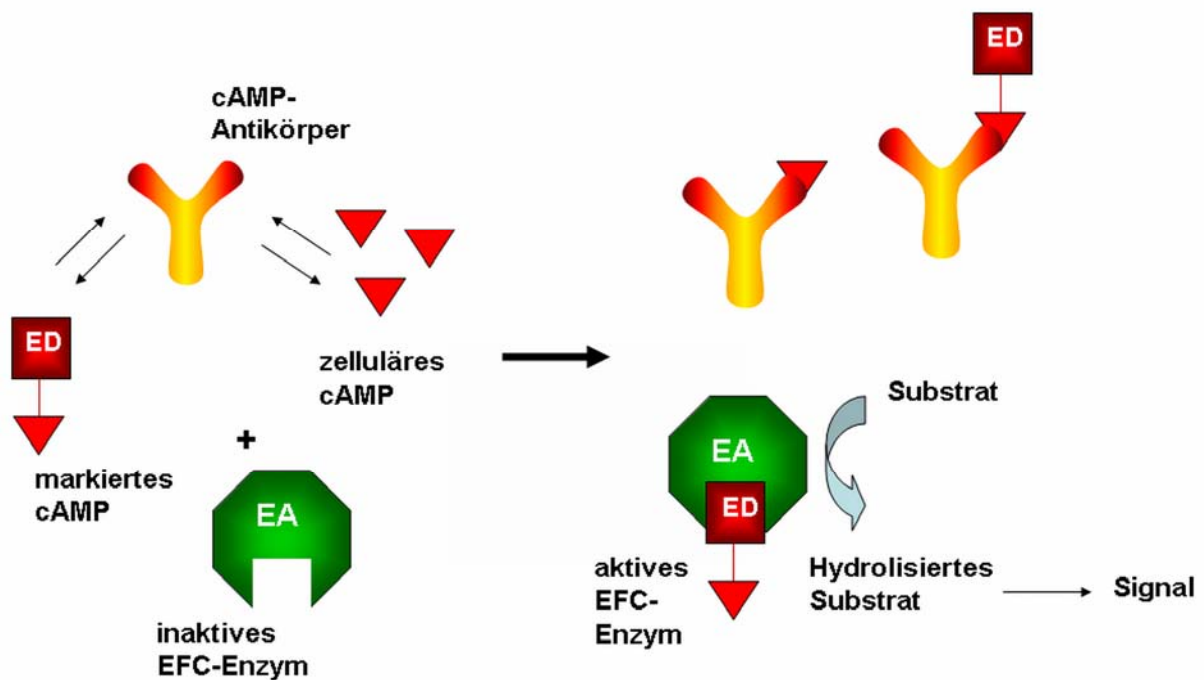 cAMP-
Antikörper
ED
zelluläres
cAMP
markiertes
cAMP
+
EA
inaktives
EFC-Enzym
ED
Substrat
EA
ED
aktives
EFC-
Enzym
Hydrolisiertes
Substrat
Signal